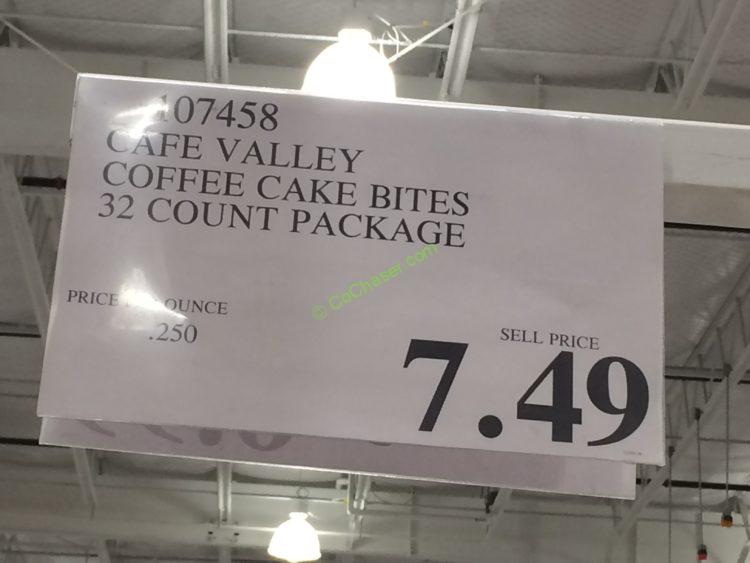 107458
CAFE VALLEY
COFFEE CAKE BITES
32 COUNT PACKAGE
© CoChaser.com
PRICE OUNCE
.250
SELL PRICE
7.49